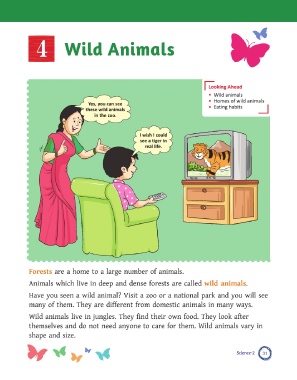 4 Wild Animals
Looking Ahead
• Wild animals
• Homes of wild animals
• Eating habits
Yes, you can see
these wild animals
in the zoo.
I wish I could
see a tiger in
real life.
Forests are a home to a large number of animals.
Animals which live in deep and dense forests are called wild animals.
Have you seen a wild animal? Visit a zoo or a national park and you will see
many of them. They are different from domestic animals in many ways.
Wild animals live in jungles. They find their own food. They look after
themselves and do not need anyone to care for them. Wild animals vary in
shape and size.
Science-2